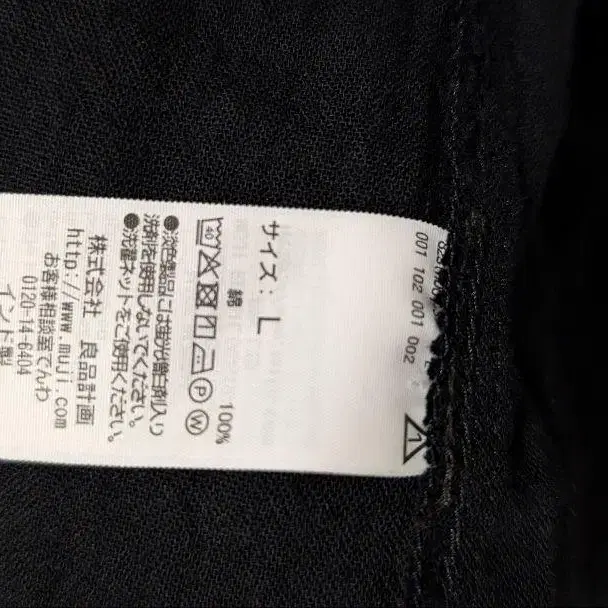 001 102 001 002
サイズ: L
綿 100%
40
P
W
●淡色製品には蛍光増白剤入り
洗剤を使用しないでください。
●洗濯ネットをご使用ください。
株式会社 良品計画
http://www.muji.com
お客様相談室でんわ
0120-14-6404
インド製
1